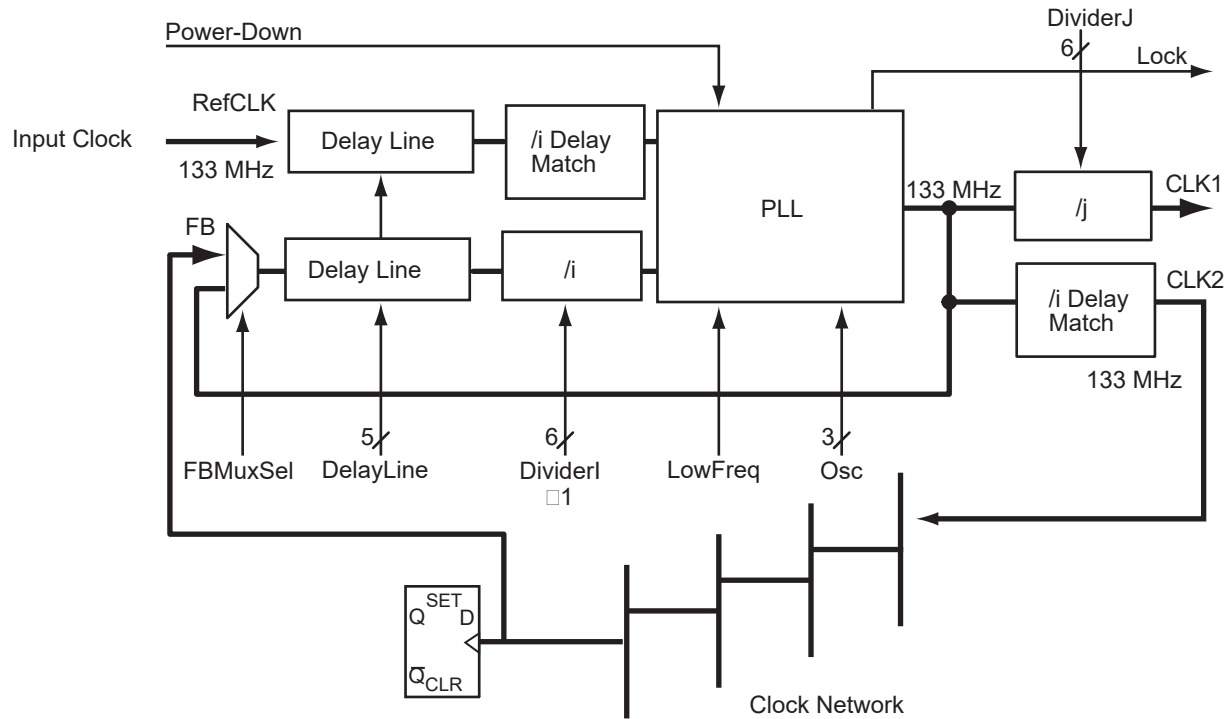 DividerJ
Power-Down
6
Lock
RefCLK
Input Clock
Delay Line
/i Delay
Match
133 MHz
PLL
133 MHz
/j
CLK1
FB
Delay Line
/i
/i Delay
Match
CLK2
133 MHz
5
6
3
FBMuxSel
DelayLine
DividerI
□1
LowFreq
Osc
SET
Q
D
Q̅
CLR
Clock Network